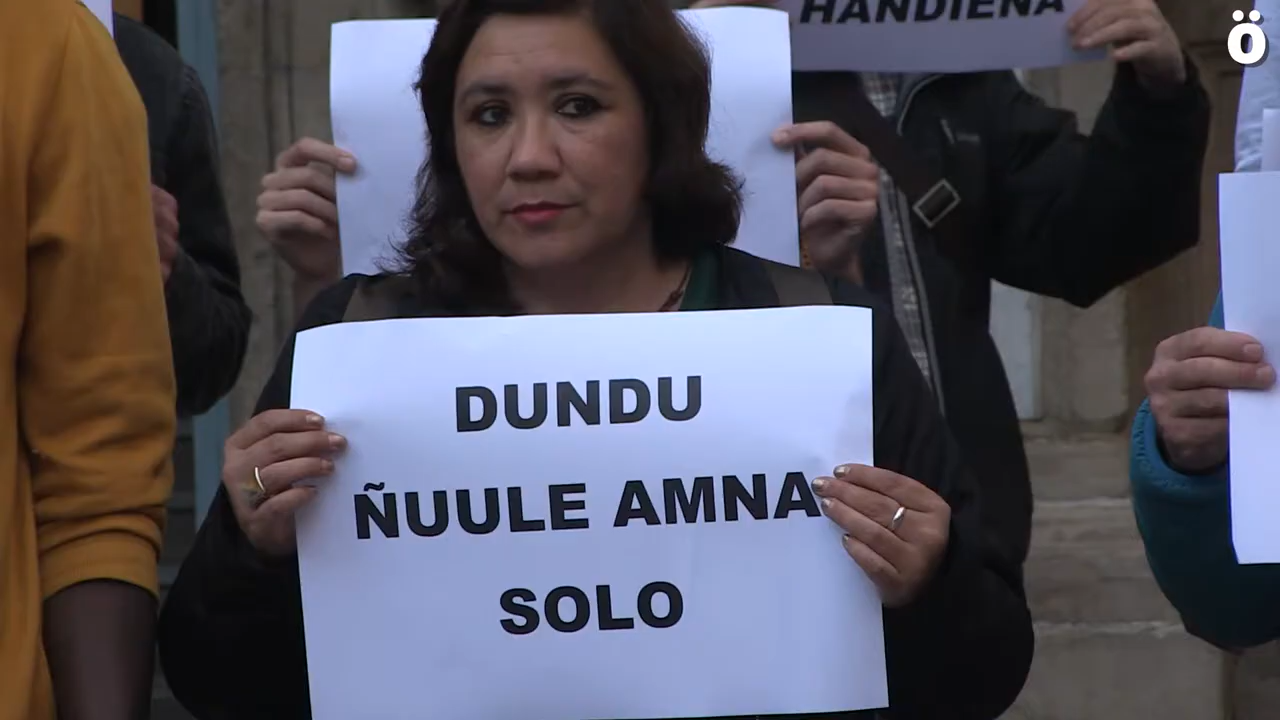 HANDIENA
ö
DUNDU
ÑUULE AMNA
SOLO